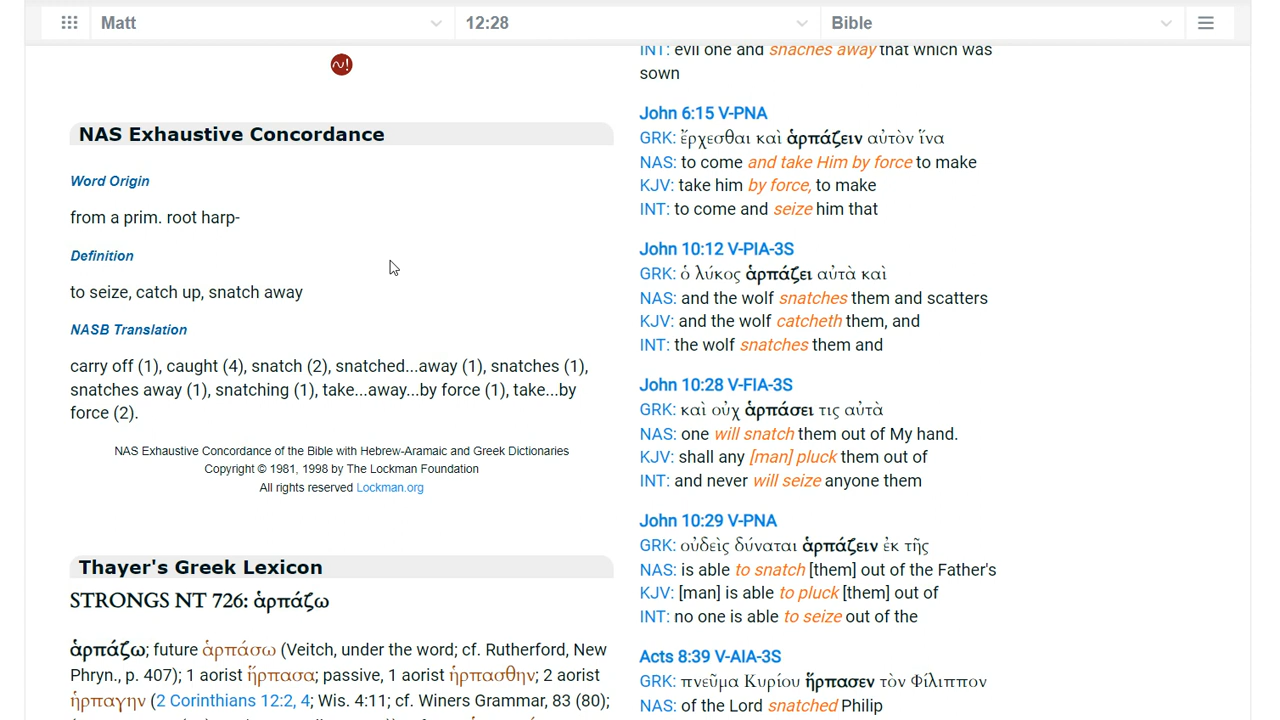 Matt
12:28
Bible
NAS Exhaustive Concordance
Word Origin
from a prim. root harp-
Definition
to seize, catch up, snatch away
NASB Translation
carry off (1), caught (4), snatch (2), snatched...away (1), snatches (1),
snatches away (1), snatching (1), take...away...by force (1), take...by
force (2).
NAS Exhaustive Concordance of the Bible with Hebrew-Aramaic and Greek Dictionaries
Copyright © 1981, 1998 by The Lockman Foundation
All rights reserved Lockman.org
Thayer's Greek Lexicon
STRONGS NT 726: ἁρπάζω
ἁρπάζω; future ἁρπάσω (Veitch, under the word; cf. Rutherford, New
Phryn., p. 407); 1 aorist ἥρπασα; passive, 1 aorist ἡρπασθην; 2 aorist
ἡρπαγην (2 Corinthians 12:2, 4; Wis. 4:11; cf. Winers Grammar, 83 (80);
INT: evil one and snaches away that which was
sown
John 6:15 V-PNA
GRK: ἔρχεσθαι καὶ ἁρπάζειν αὐτὸν ἵνα
NAS: to come and take Him by force to make
KJV: take him by force, to make
INT: to come and seize him that
John 10:12 V-PIA-3S
GRK: ὁ λύκος ἁρπάζει αὐτὰ καὶ
NAS: and the wolf snatches them and scatters
KJV: and the wolf catcheth them, and
INT: the wolf snatches them and
John 10:28 V-FIA-3S
GRK: καὶ οὐχ ἁρπάσει τις αὐτὰ
NAS: one will snatch them out of My hand.
KJV: shall any [man] pluck them out of
INT: and never will seize anyone them
John 10:29 V-PNA
GRK: οὐδεὶς δύναται ἁρπάζειν ἐκ τῆς
NAS: is able to snatch [them] out of the Father's
KJV: [man] is able to pluck [them] out of
INT: no one is able to seize out of the
Acts 8:39 V-AIA-3S
GRK: πνεῦμα Κυρίου ἥρπασεν τὸν Φίλιππον
NAS: of the Lord snatched Philip